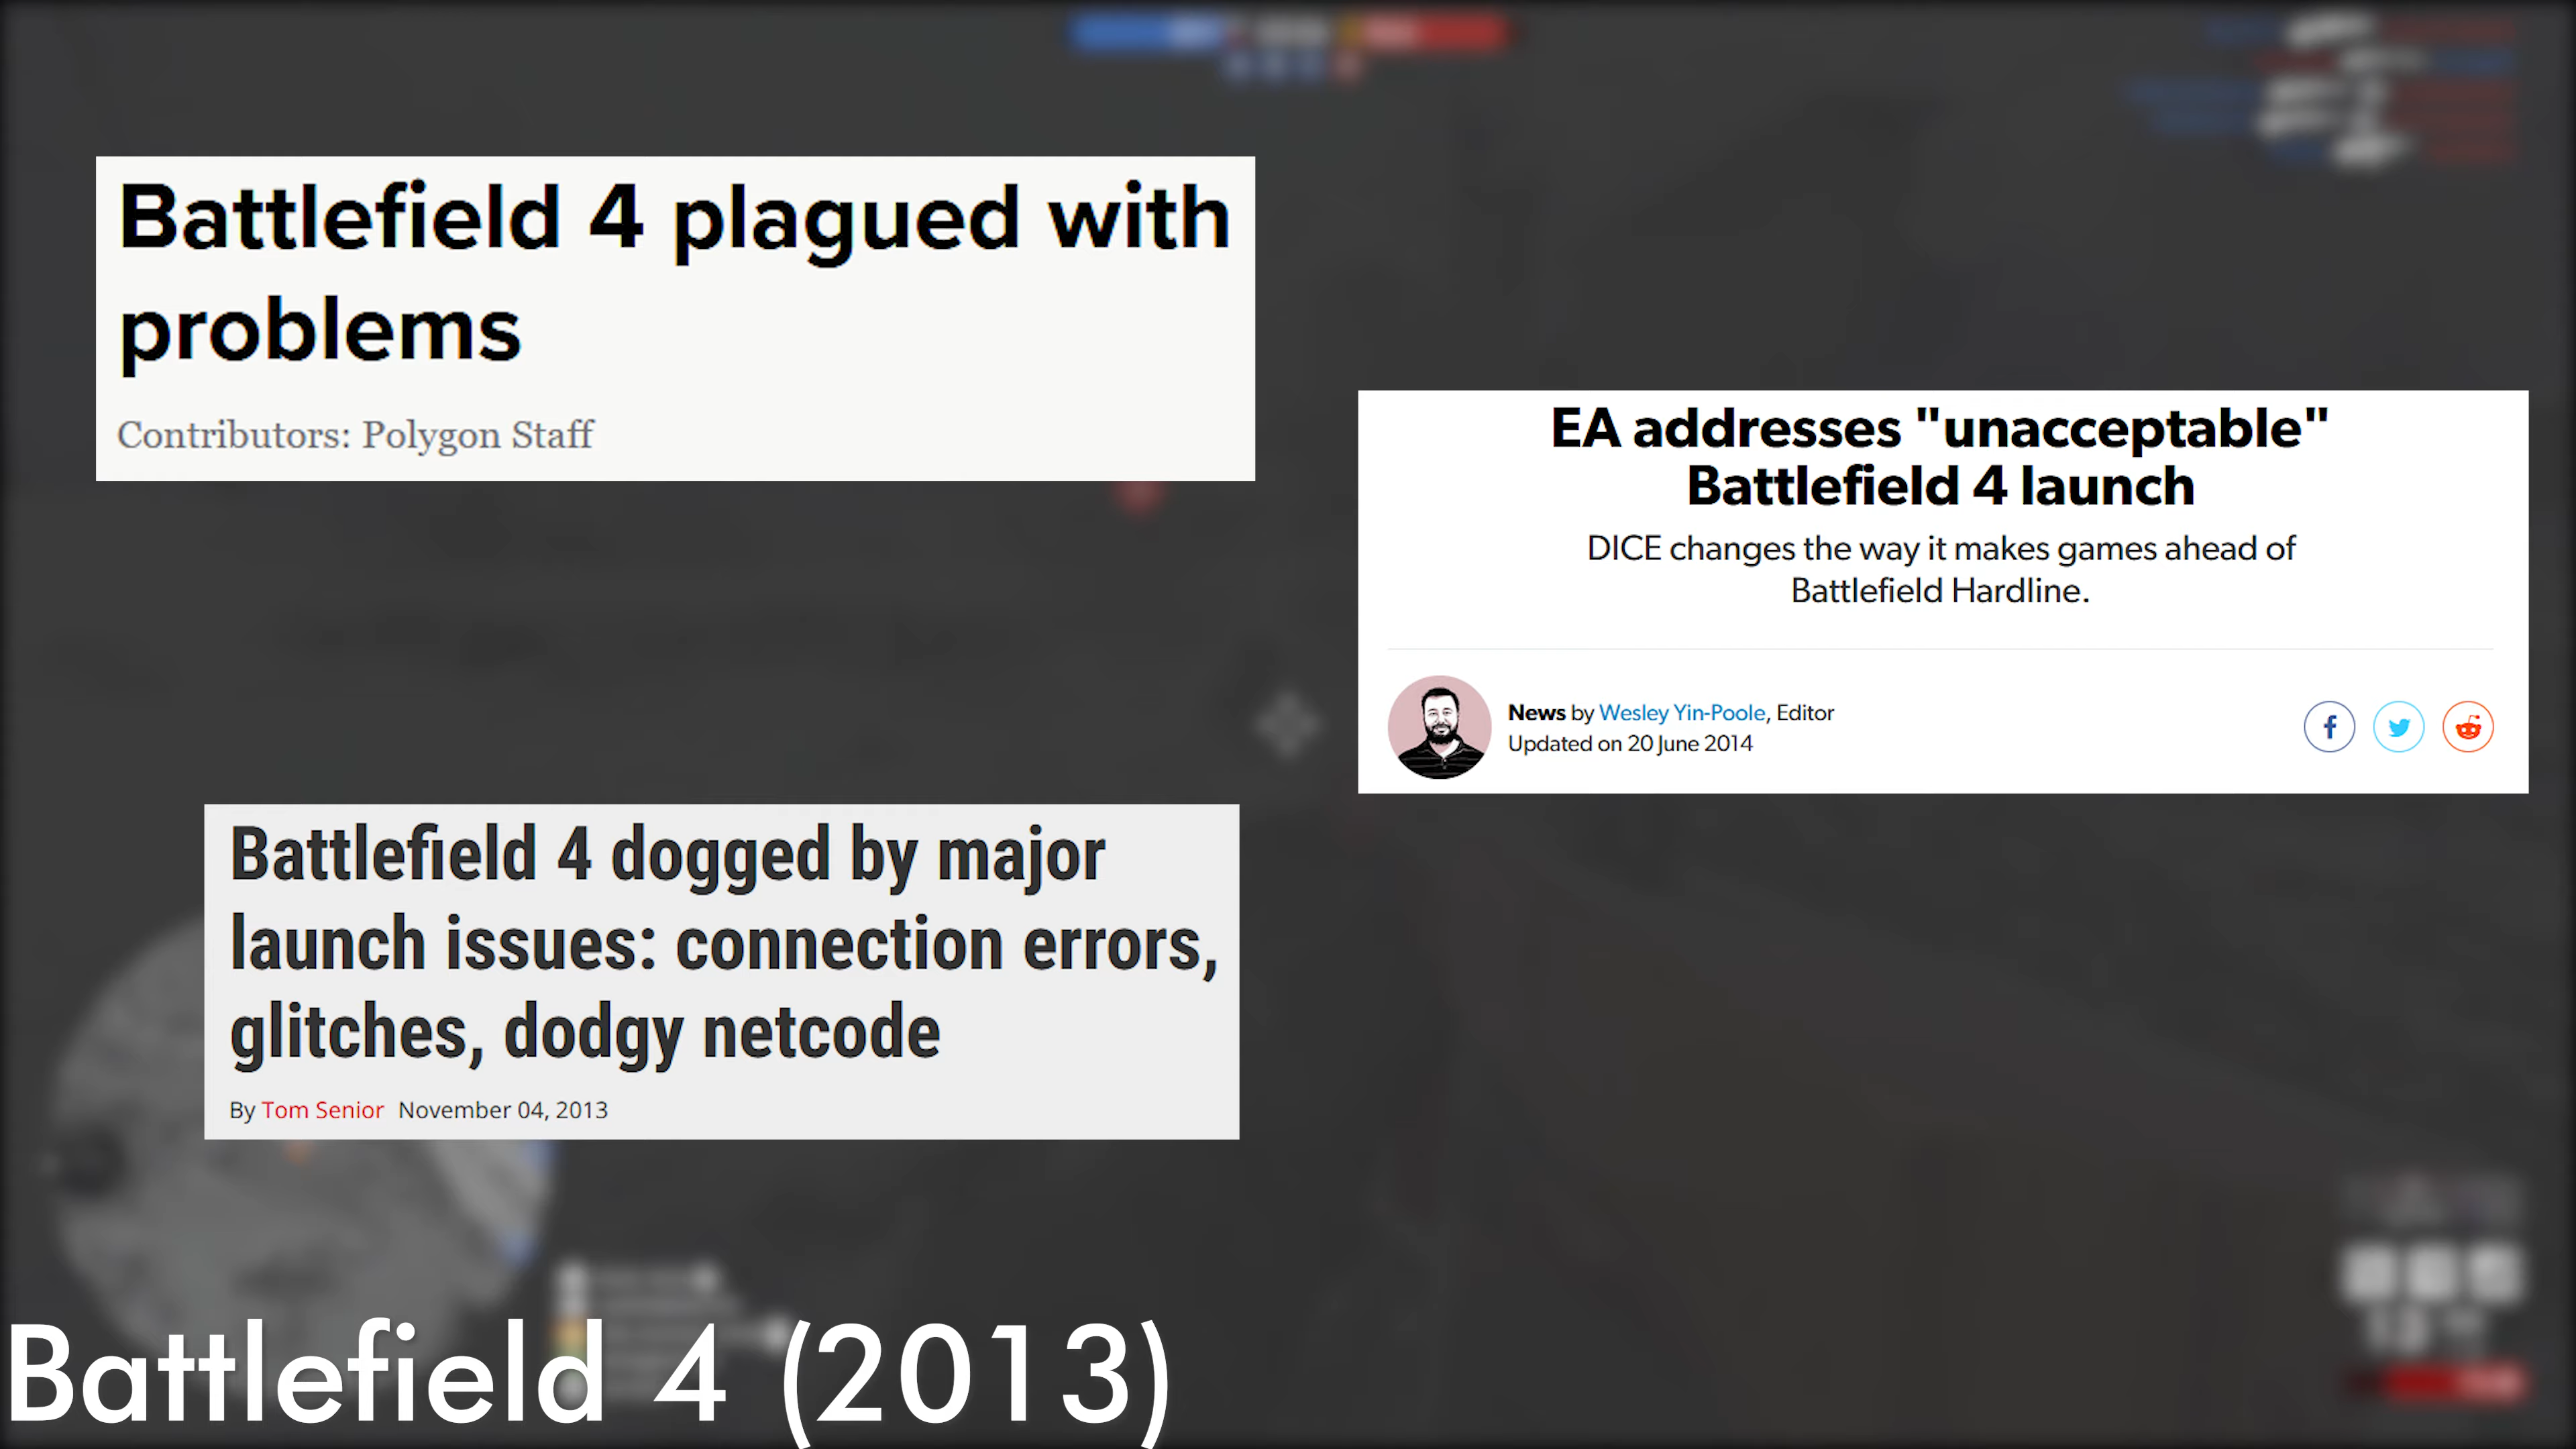 Battlefield 4 plagued with
problems
Contributors: Polygon Staff
EA addresses "unacceptable"
Battlefield 4 launch
DICE changes the way it makes games ahead of
Battlefield Hardline.
News by Wesley Yin-Poole, Editor
Updated on 20 June 2014
Battlefield 4 dogged by major
launch issues: connection errors,
glitches, dodgy netcode
By Tom Senior November 04, 2013
Battlefield 4 (2013)